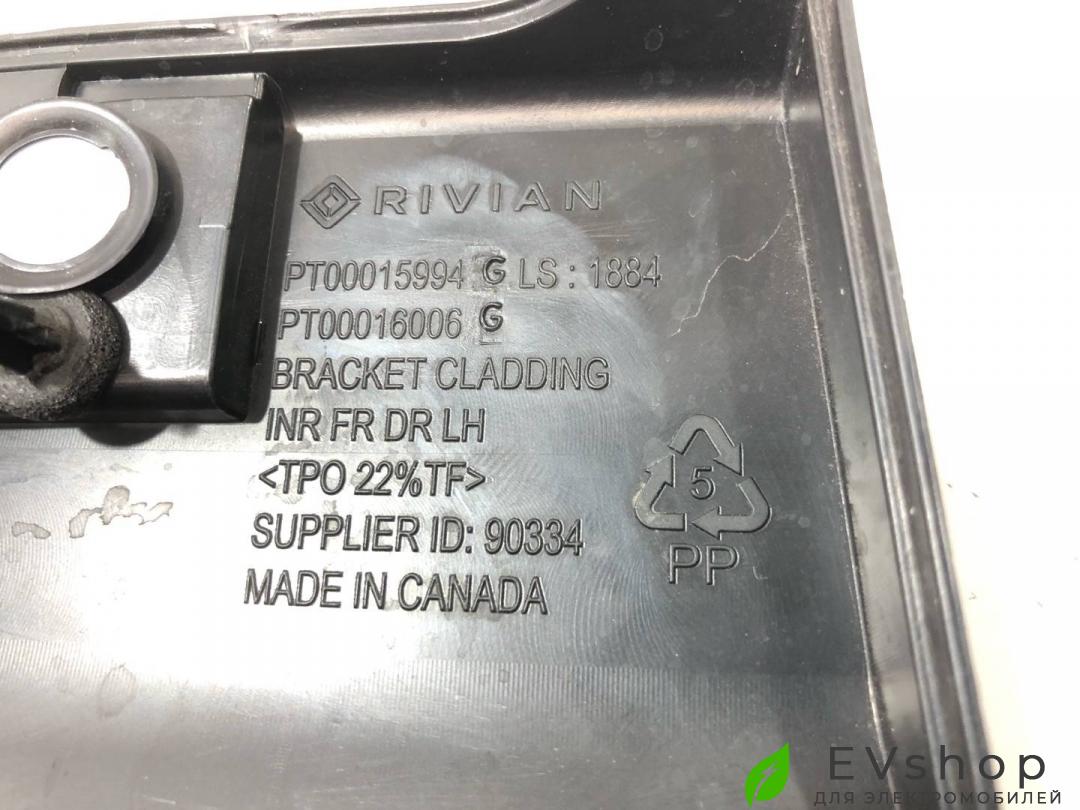 RIVIAN
PT00015994 G LS : 1884
PT00016006 G
BRACKET CLADDING
INR FR DR LH
<TPO 22%TF>
SUPPLIER ID: 90334
MADE IN CANADA
5
PP
EVshop
ДЛЯ ЭЛЕКТРОМОБИЛЕЙ